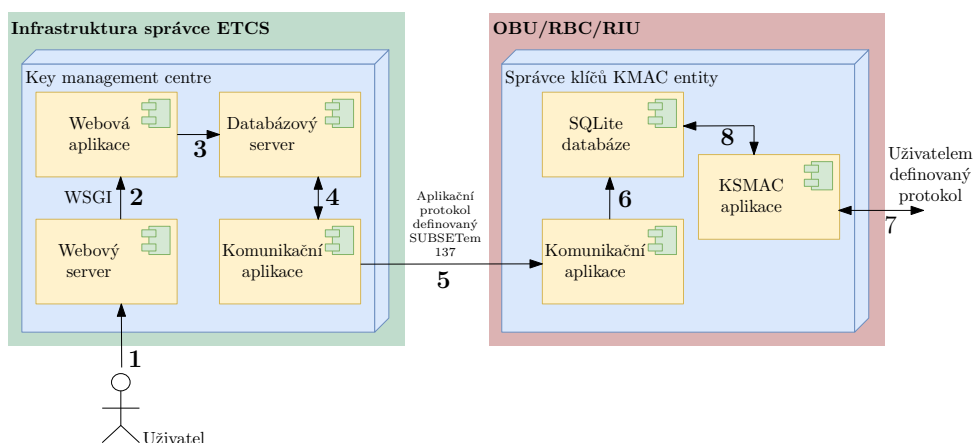 Infrastruktura správce ETCS
Key management centre
Webová
aplikace
3
Databázový
server
WSGI
2
4
Webový
server
Komunikační
aplikace
1
Uživatel
Aplikační
protokol
definovaný
SUBSETem
137
5
OBU/RBC/RIU
Správce klíčů KMAC entity
SQLite
databáze
8
KSMAC
aplikace
6
Komunikační
aplikace
Uživatelem
definovaný
protokol
7